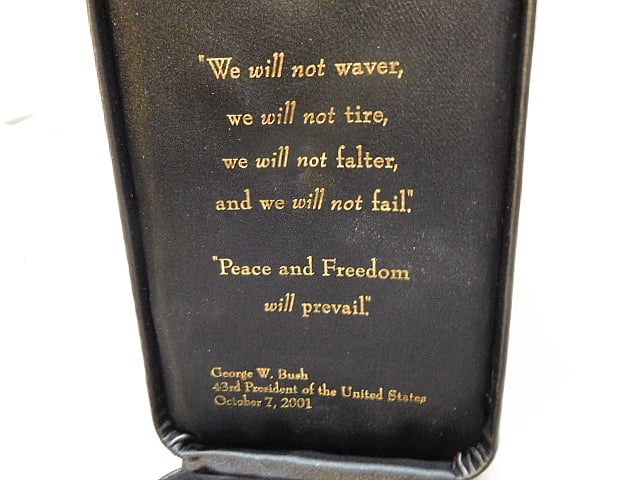 "We will not waver,
we will not tire,
we will not falter,
and we will not fail."
"Peace and Freedom
will prevail."
George W. Bush
43rd President of the United States
October 7, 2001